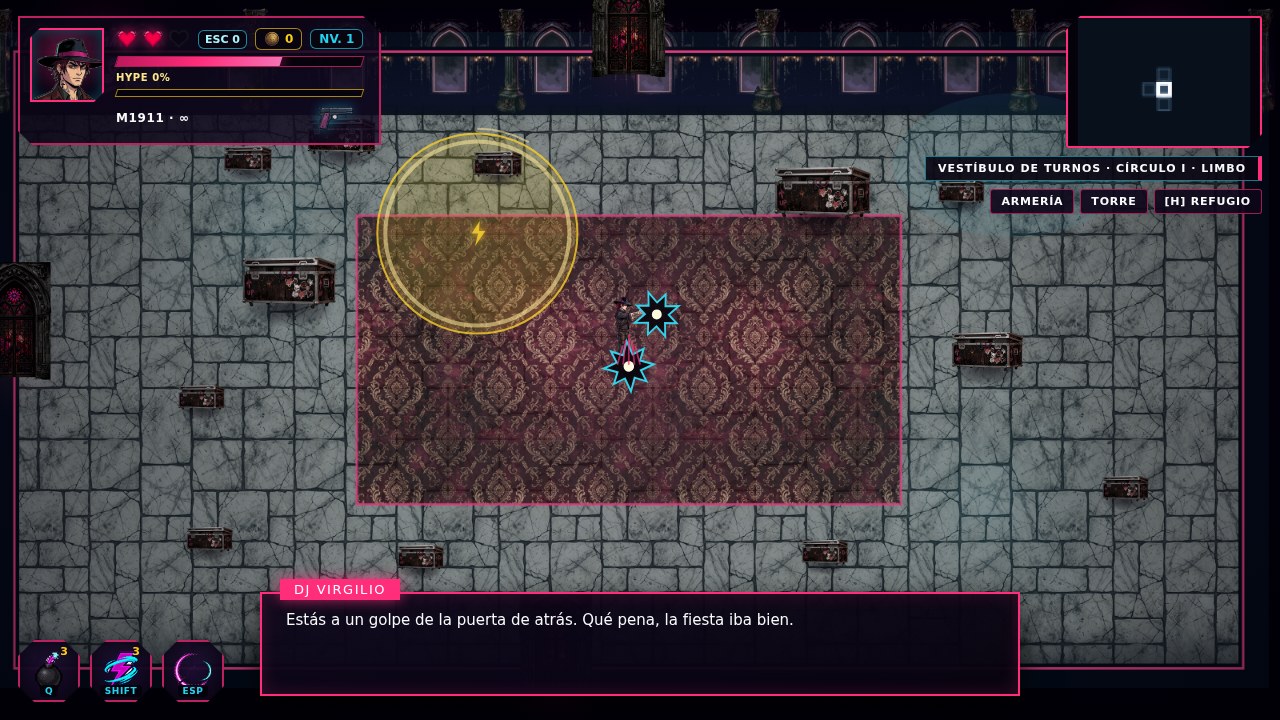 ESC 0
0
NV. 1
HYPE 0%
M1911 · ∞
VESTÍBULO DE TURNOS · CÍRCULO I · LIMBO
ARMERÍA
TORRE
[H] REFUGIO
DJ VIRGILIO
Estás a un golpe de la puerta de atrás. Qué pena, la fiesta iba bien.
3
Q
3
SHIFT
ESP